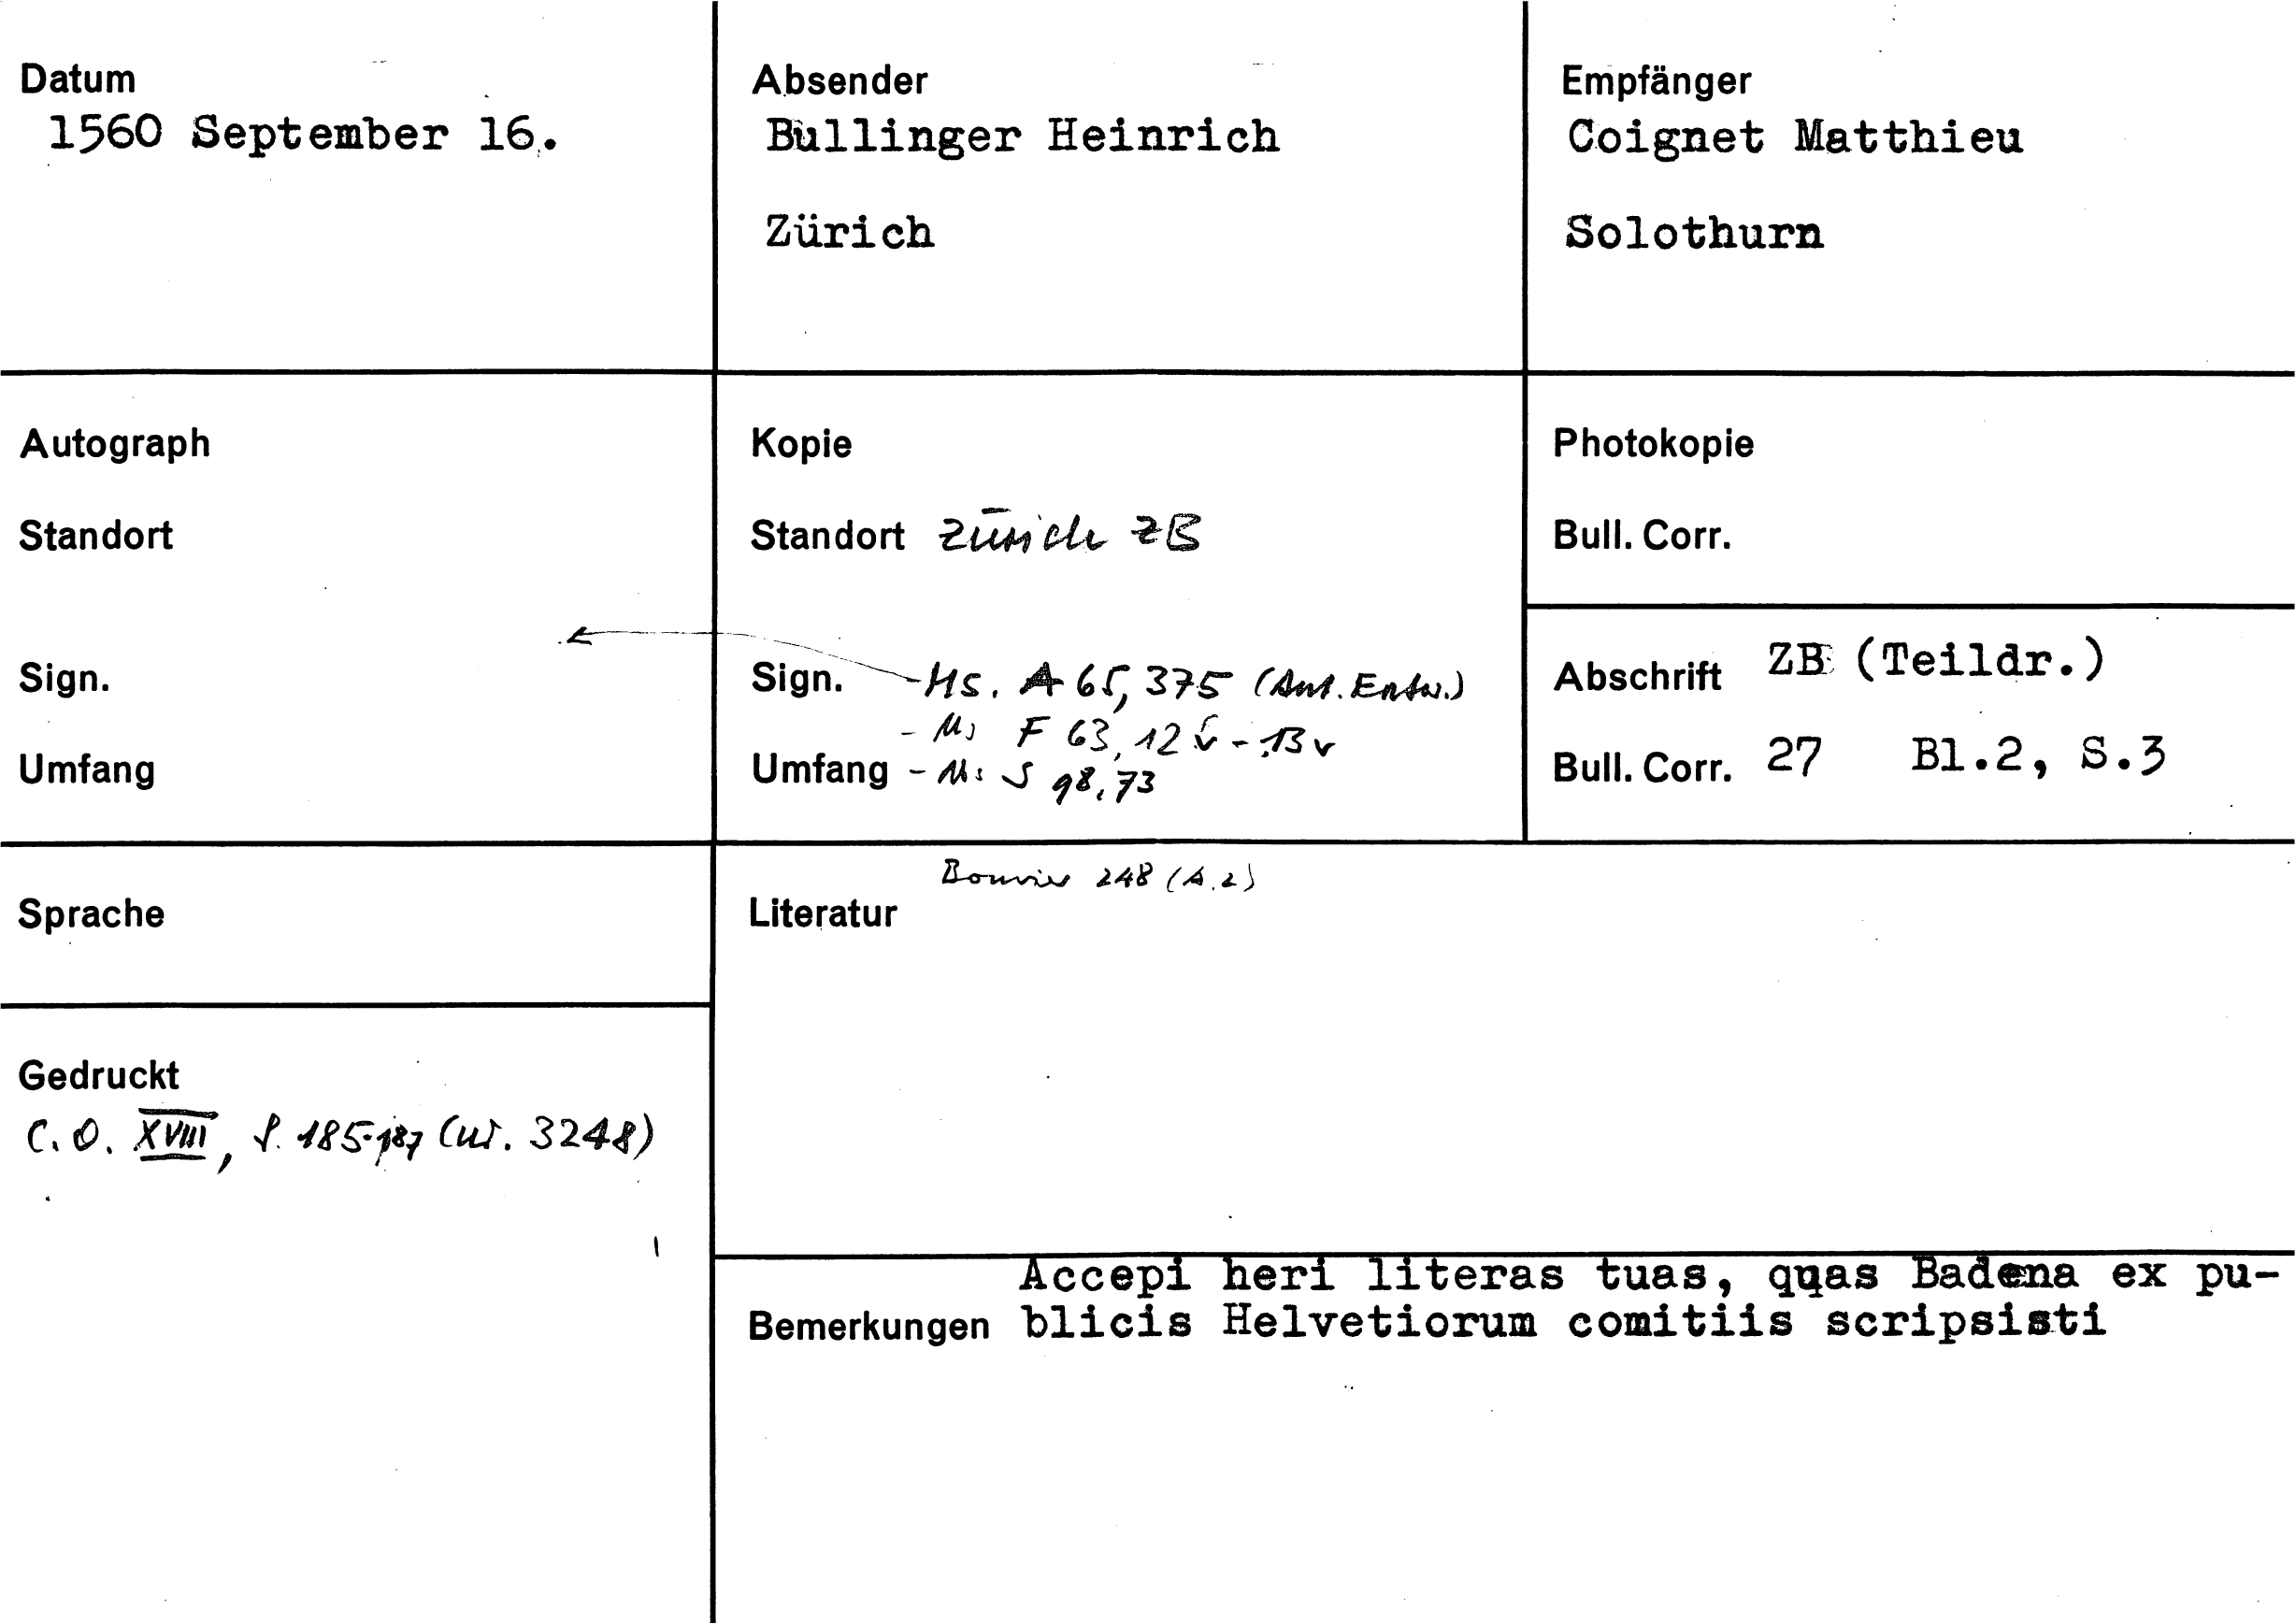 Datum
1560 September 16.
Absender
Bullinger Heinrich
Zürich
Empfänger
Coignet Matthieu
Solothurn
Autograph
Standort
Sign.
Umfang
Kopie
Standort Zürich ZB
Sign. - Ms. A 65, 375 (Aut. Entw.)
- Ms F 63, 12v - 13v
Umfang - Ms S 98, 73
Photokopie
Bull. Corr.
Abschrift ZB (Teildr.)
Bull. Corr. 27 Bl.2, S.3
Sprache
Bouvier 248 (A.2)
Literatur
Gedruckt
C.O. XVIII, S. 185-187 (nr. 3248)
Accepi heri literas tuas, quas Badena ex pu-
Bemerkungen blicis Helvetiorum comitiis scripsisti